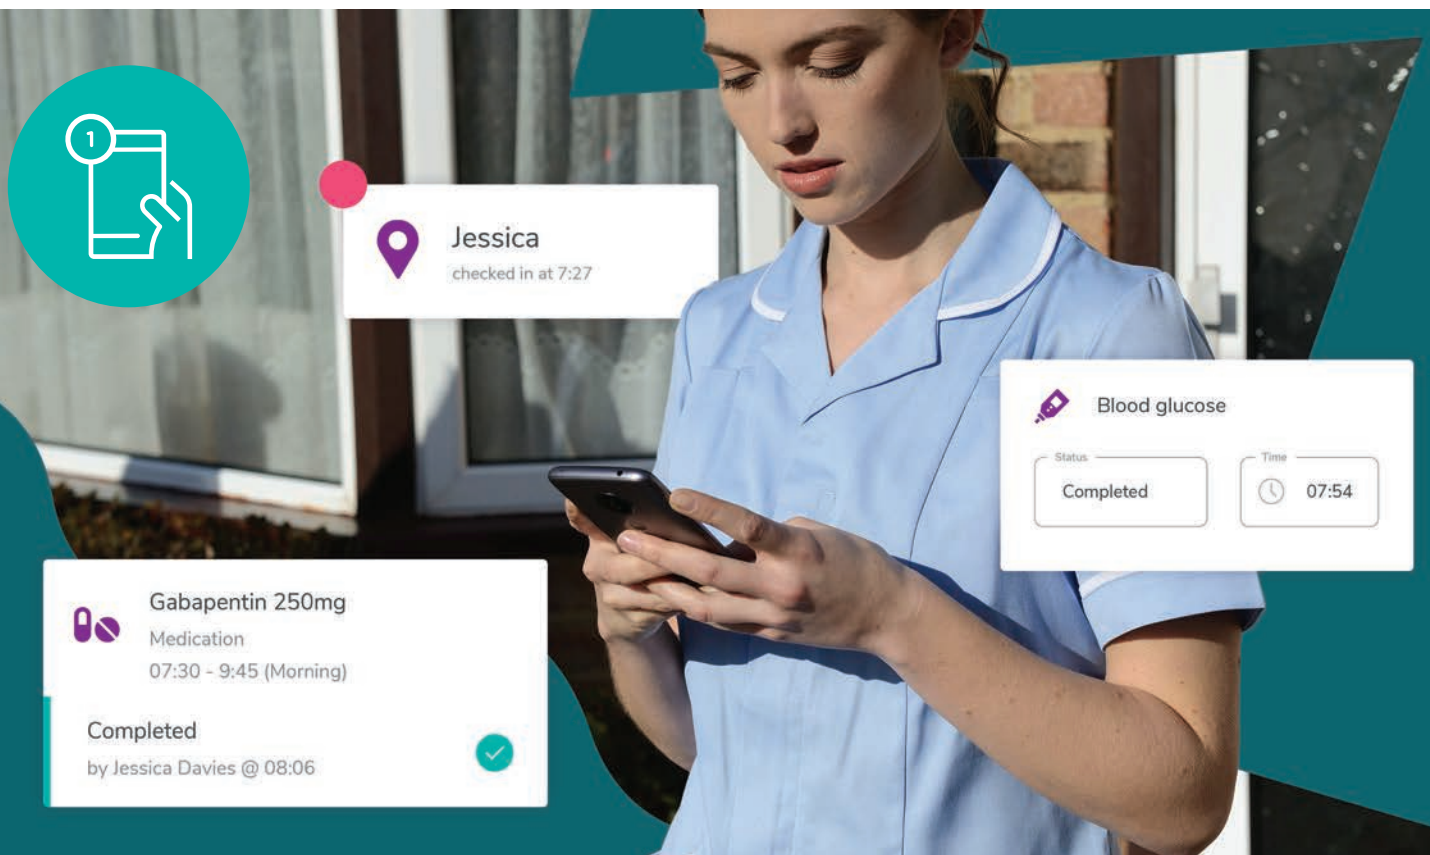 1
Jessica
checked in at 7:27
Blood glucose
Status
Time
Completed
07:54
Gabapentin 250mg
Medication
07:30 - 9:45 (Morning)
Completed
by Jessica Davies @ 08:06